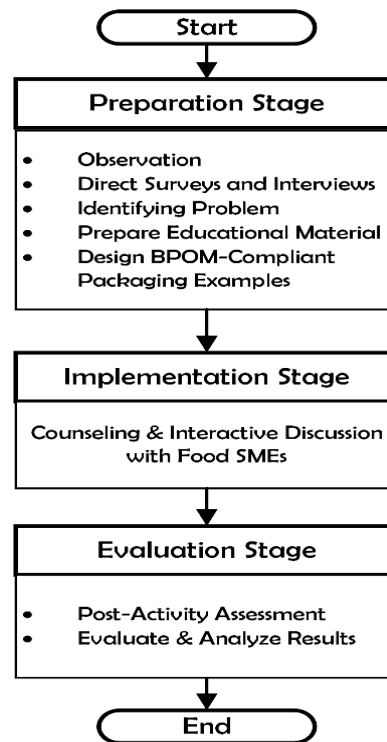 Start
Preparation Stage
• Observation
• Direct Surveys and Interviews
• Identifying Problem
• Prepare Educational Material
• Design BPOM-Compliant
Packaging Examples
Implementation Stage
Counseling & Interactive Discussion
with Food SMEs
Evaluation Stage
• Post-Activity Assessment
• Evaluate & Analyze Results
End